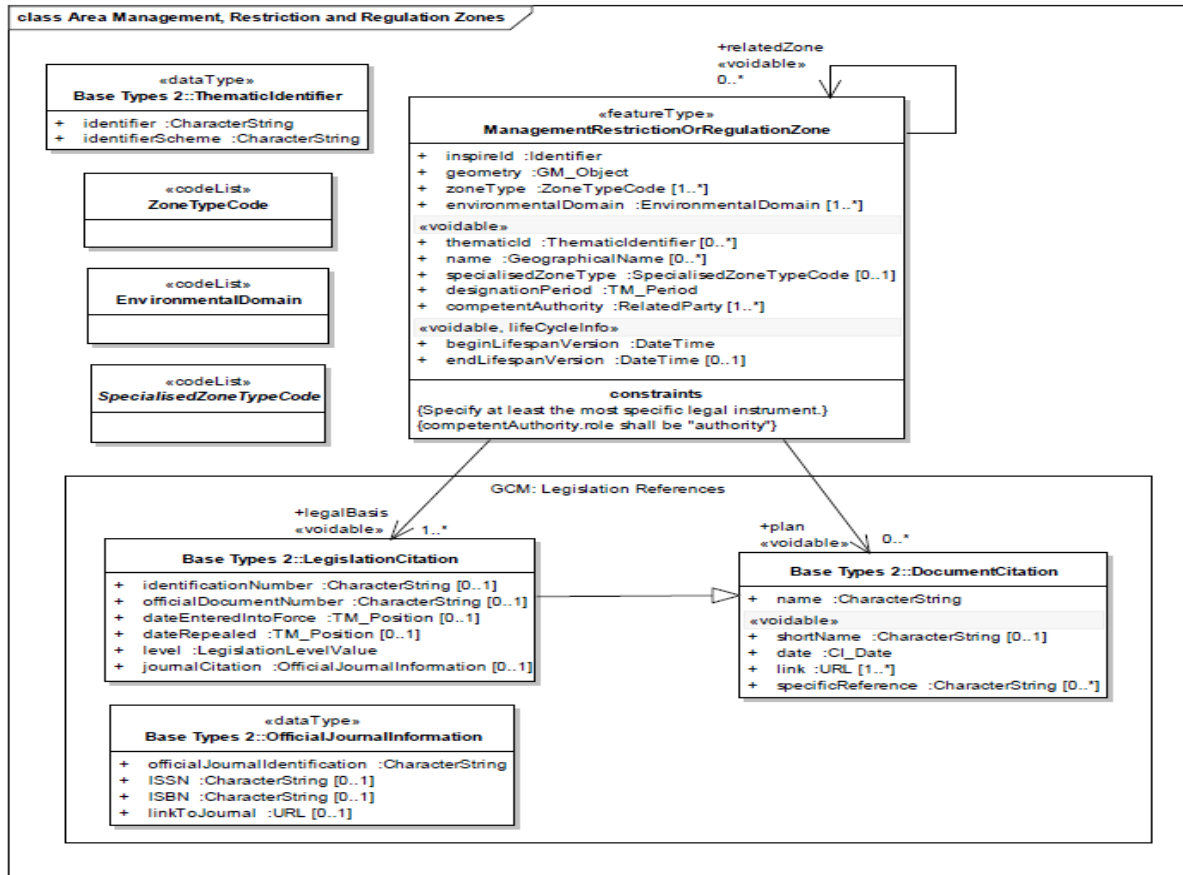 class Area Management, Restriction and Regulation Zones
+relatedZone
«voidable»
0..*
«dataType»
Base Types 2::ThematicIdentifier
+ identifier :CharacterString
+ identifierScheme :CharacterString
«codeList»
ZoneTypeCode
«codeList»
EnvironmentalDomain
«codeList»
SpecialisedZoneTypeCode
«featureType»
ManagementRestrictionOrRegulationZone
+ inspireId :Identifier
+ geometry :GM_Object
+ zoneType :ZoneTypeCode [1..*]
+ environmentalDomain :EnvironmentalDomain [1..*]
«voidable»
+ thematicId :ThematicIdentifier [0..*]
+ name :GeographicalName [0..*]
+ specialisedZoneType :SpecialisedZoneTypeCode [0..1]
+ designationPeriod :TM_Period
+ competentAuthority :RelatedParty [1..*]
«voidable, lifeCycleInfo»
+ beginLifespanVersion :DateTime
+ endLifespanVersion :DateTime [0..1]
constraints
{Specify at least the most specific legal instrument.}
{competentAuthority.role shall be "authority"}
GCM: Legislation References
+legalBasis
«voidable» 1..*
+plan
«voidable» 0..*
Base Types 2::LegislationCitation
+ identificationNumber :CharacterString [0..1]
+ officialDocumentNumber :CharacterString [0..1]
+ dateEnteredIntoForce :TM_Position [0..1]
+ dateRepealed :TM_Position [0..1]
+ level :LegislationLevelValue
+ journalCitation :OfficialJournalInformation [0..1]
Base Types 2::DocumentCitation
+ name :CharacterString
«voidable»
+ shortName :CharacterString [0..1]
+ date :CI_Date
+ link :URL [1..*]
+ specificReference :CharacterString [0..*]
«dataType»
Base Types 2::OfficialJournalInformation
+ officialJournalIdentification :CharacterString
+ ISSN :CharacterString [0..1]
+ ISBN :CharacterString [0..1]
+ linkToJournal :URL [0..1]